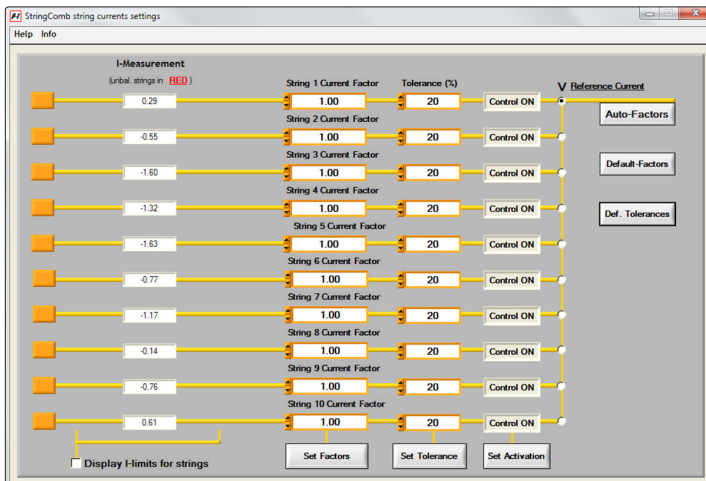 StringComb string currents settings
Help Info
I-Measurement
(unbal. strings in RED )
String 1 Current Factor Tolerance (%) V Reference Current
0.29 1.00 20 Control ON Auto-Factors
String 2 Current Factor
-0.55 1.00 20 Control ON
String 3 Current Factor
-1.60 1.00 20 Control ON Default-Factors
String 4 Current Factor
-1.32 1.00 20 Control ON Def. Tolerances
String 5 Current Factor
-1.63 1.00 20 Control ON
String 6 Current Factor
-0.77 1.00 20 Control ON
String 7 Current Factor
-1.17 1.00 20 Control ON
String 8 Current Factor
-0.14 1.00 20 Control ON
String 9 Current Factor
-0.76 1.00 20 Control ON
String 10 Current Factor
0.61 1.00 20 Control ON
Display I-limits for strings Set Factors Set Tolerance Set Activation